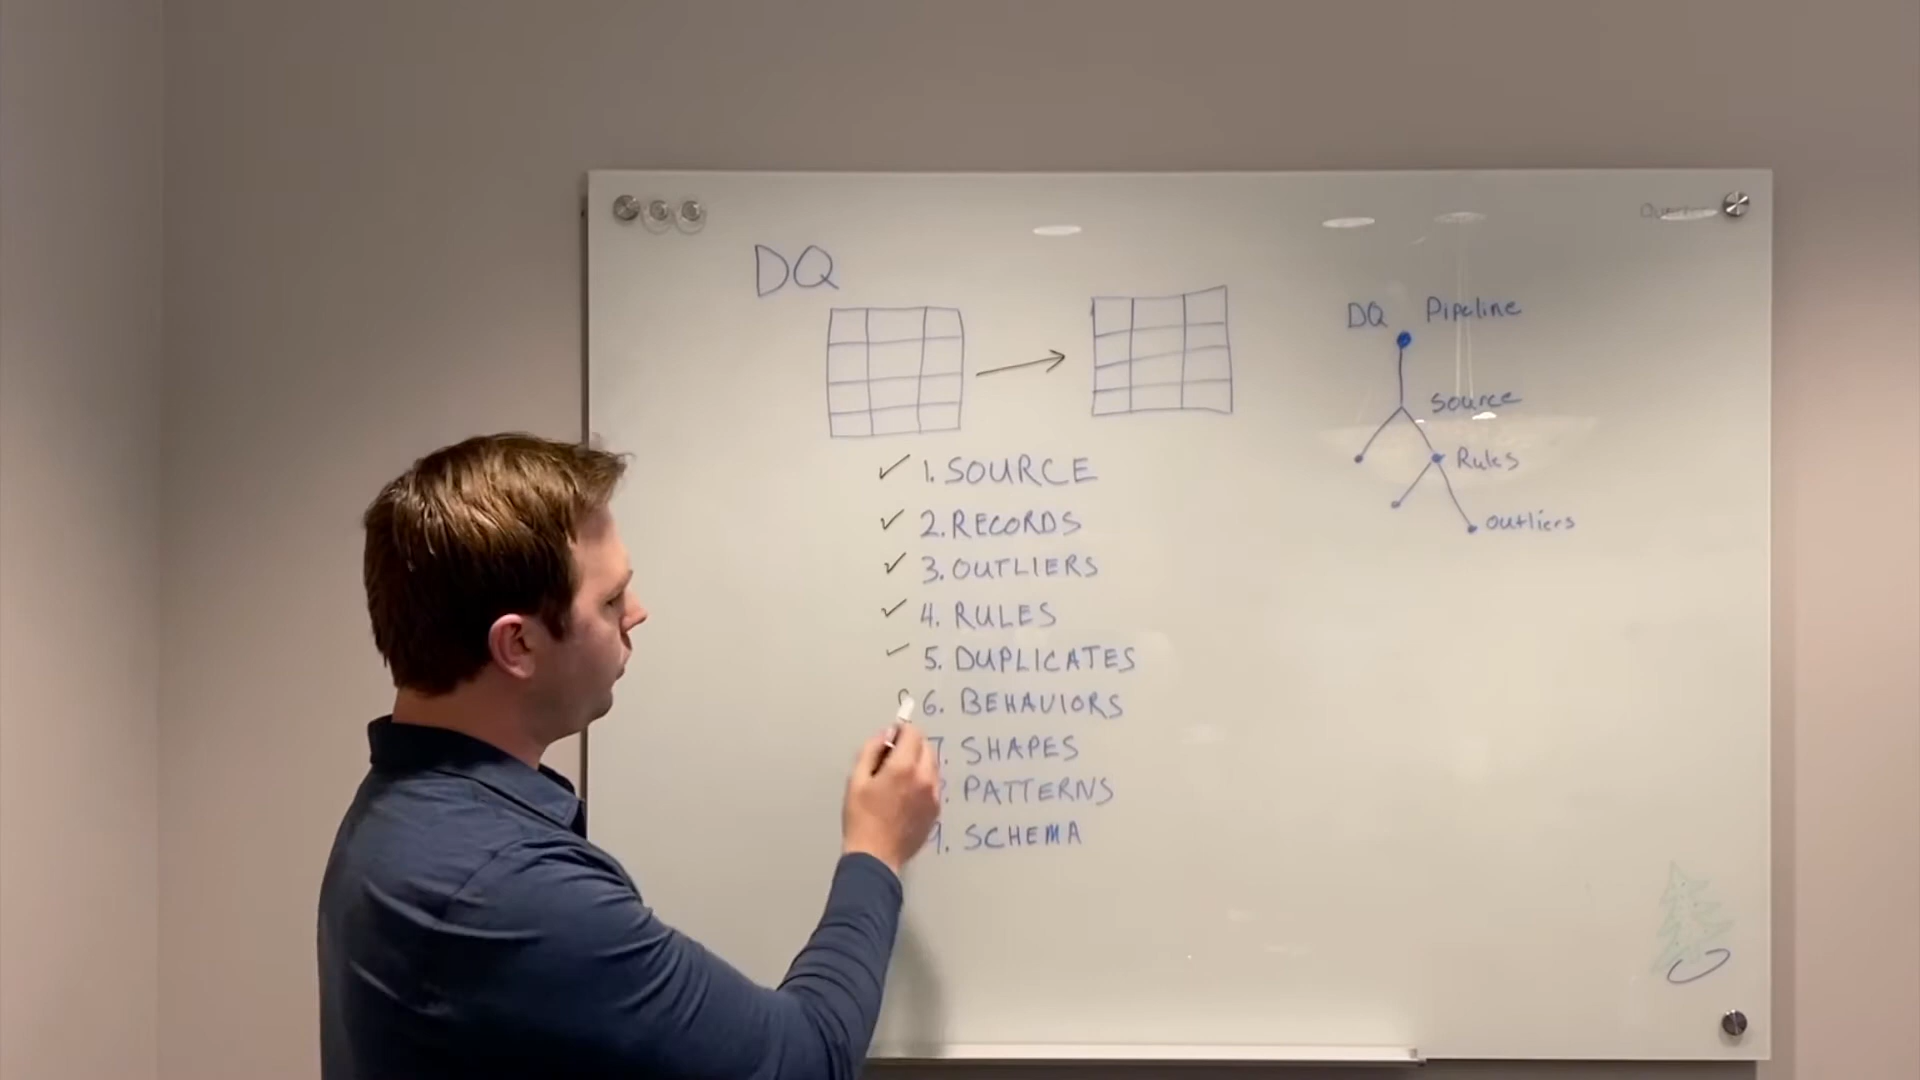 DQ
1. SOURCE
2. RECORDS
3. OUTLIERS
4. RULES
5. DUPLICATES
6. BEHAVIORS
7. SHAPES
PATTERNS
9. SCHEMA
DQ Pipeline
Source
Rules
Outliers